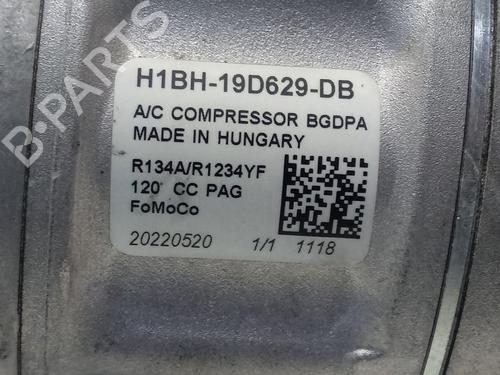 B-PARTS
H1BH-19D629-DB
A/C COMPRESSOR BGDPA
MADE IN HUNGARY
R134A/R1234YF
120 CC PAG
FoMoCo
20220520 1/1 1118